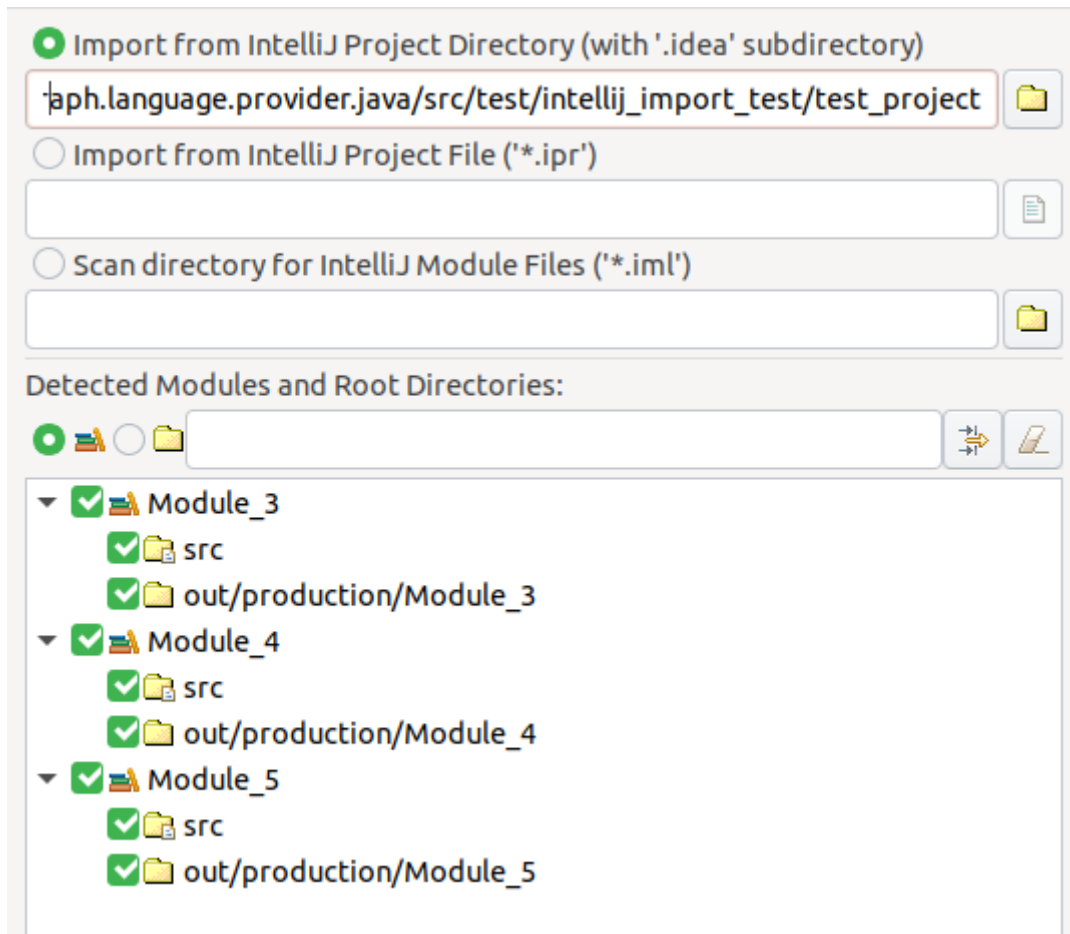 Import from IntelliJ Project Directory (with '.idea' subdirectory)
aph.language.provider.java/src/test/intellij_import_test/test_project
Import from IntelliJ Project File ('*.ipr')
Scan directory for IntelliJ Module Files ('*.iml')
Detected Modules and Root Directories:
Module_3
src
out/production/Module_3
Module_4
src
out/production/Module_4
Module_5
src
out/production/Module_5